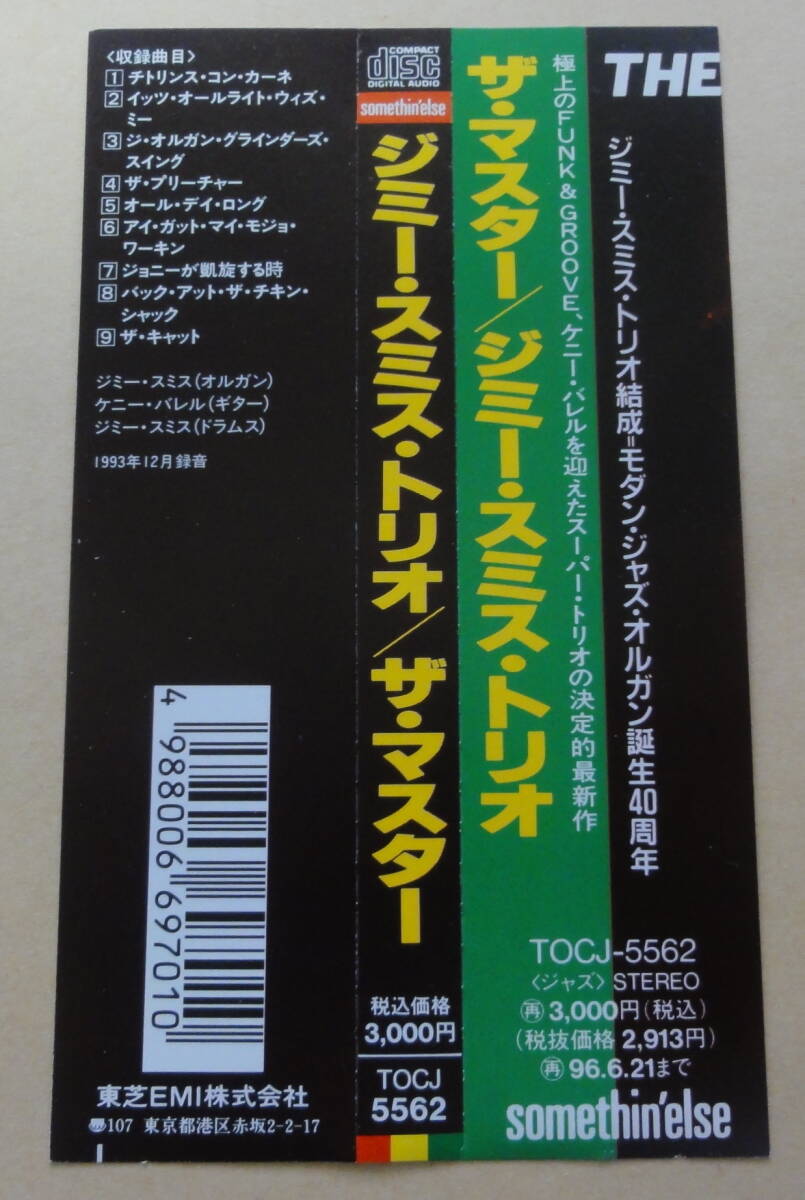 〈収録曲目〉
1 チトリンス・コン・カーネ
2 イッツ・オールライト・ウィズ・
ミー
3 ジ・オルガン・グラインダーズ・
スイング
4 ザ・プリーチャー
5 オール・デイ・ロング
6 アイ・ガット・マイ・モジョ・
ワーキン
7 ジョニーが凱旋する時
8 バック・アット・ザ・チキン・
シャック
9 ザ・キャット
ジミー・スミス(オルガン)
ケニー・バレル(ギター)
ジミー・スミス(ドラムス)
1993年12月録音
4 988006 697010
東芝EMI株式会社
107 東京都港区赤坂2-2-17
COMPACT
disc
DIGITAL AUDIO
somethin'else
ジミー・スミス・トリオ/ザ・マスター
税込価格
3,000円
TOCJ
5562
ザ・マスター/ジミー・スミス・トリオ
極上のFUNK & GROOVE、ケニー・バレルを迎えたスーパー・トリオの決定的最新作
THE
ジミー・スミス・トリオ結成=モダン・ジャズ・オルガン誕生40周年
TOCJ-5562
〈ジャズ〉STEREO
再 3,000円(税込)
(税抜価格 2,913円)
再 96.6.21まで
somethin'else